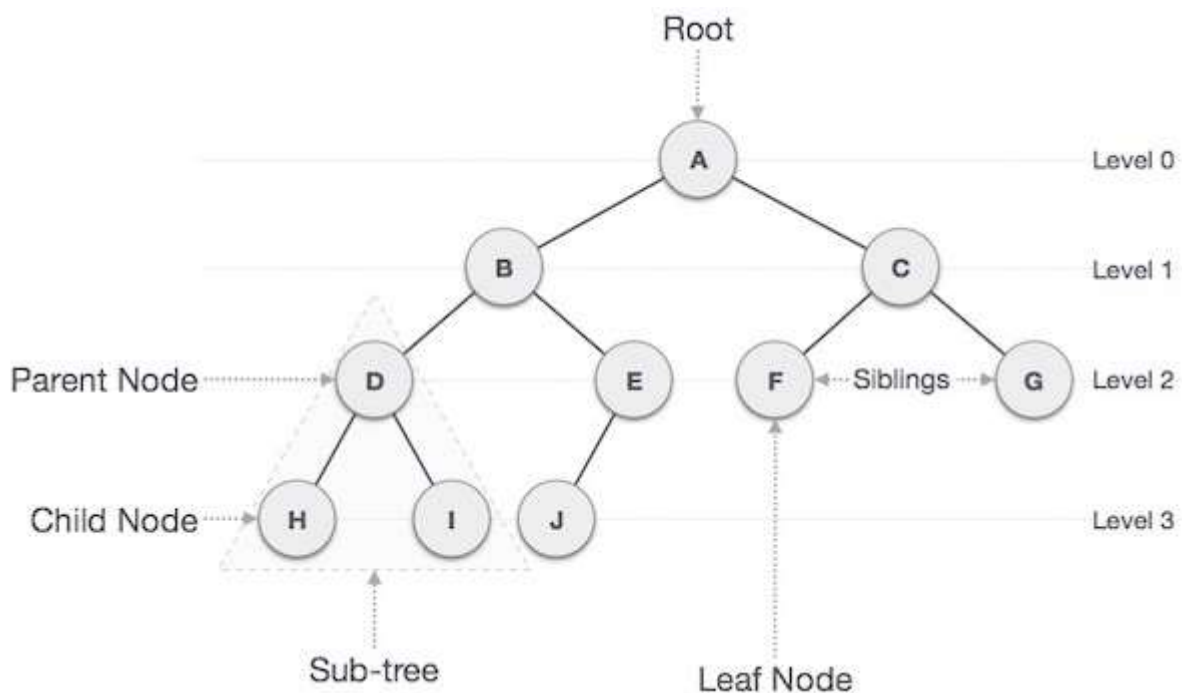 Root
A
Level 0
B
C
Level 1
Parent Node
D
E
F
Siblings
G
Level 2
Child Node
H
I
J
Level 3
Sub-tree
Leaf Node